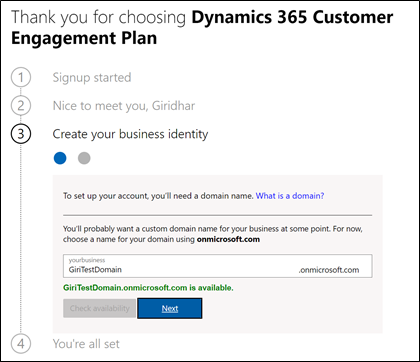 Thank you for choosing Dynamics 365 Customer
Engagement Plan
1 Signup started
2 Nice to meet you, Giridhar
3 Create your business identity
To set up your account, you'll need a domain name. What is a domain?
You'll probably want a custom domain name for your business at some point. For now,
choose a name for your domain using onmicrosoft.com
yourbusiness
GiriTestDomain .onmicrosoft.com
GiriTestDomain.onmicrosoft.com is available.
Check availability Next
4 You're all set